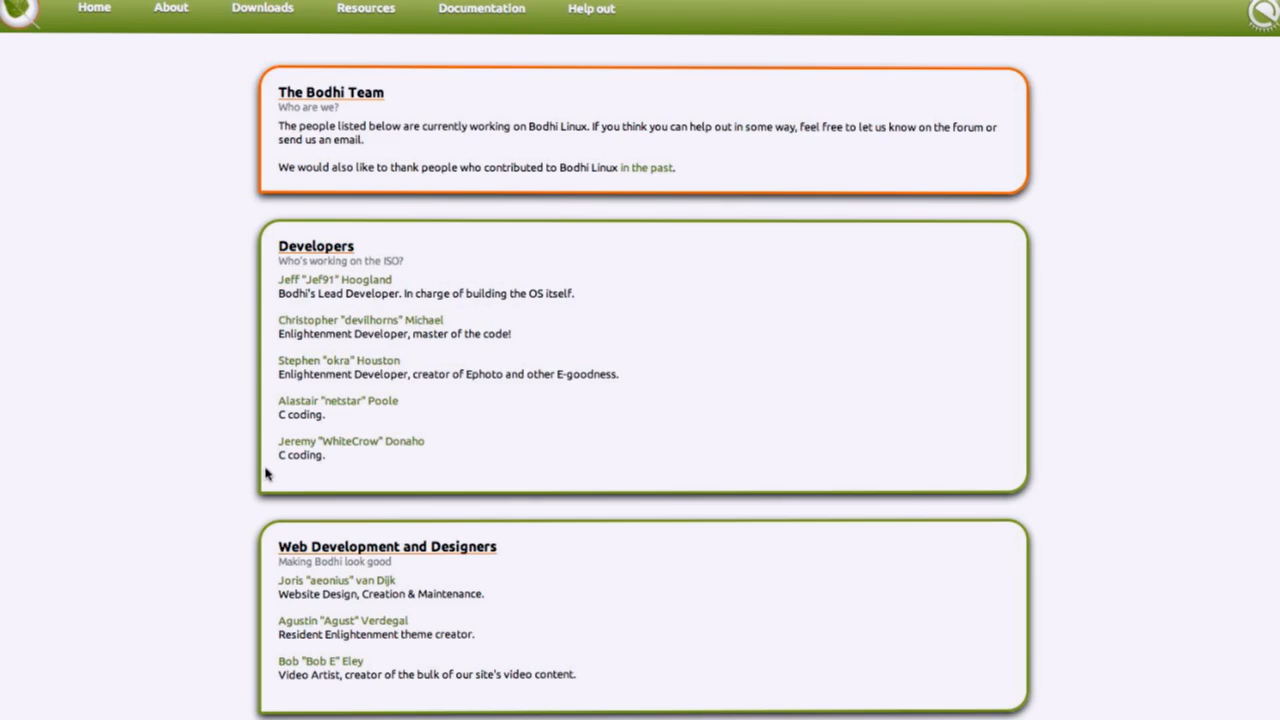 Home About Downloads Resources Documentation Help out
The Bodhi Team
Who are we?
The people listed below are currently working on Bodhi Linux. If you think you can help out in some way, feel free to let us know on the forum or
send us an email.
We would also like to thank people who contributed to Bodhi Linux in the past.
Developers
Who's working on the ISO?
Jeff "Jef91" Hoogland
Bodhi's Lead Developer. In charge of building the OS itself.
Christopher "devilhorns" Michael
Enlightenment Developer, master of the code!
Stephen "okra" Houston
Enlightenment Developer, creator of Ephoto and other E-goodness.
Alastair "netstar" Poole
C coding.
Jeremy "WhiteCrow" Donaho
C coding.
Web Development and Designers
Making Bodhi look good
Joris "aeonius" van Dijk
Website Design, Creation & Maintenance.
Agustin "Agust" Verdegal
Resident Enlightenment theme creator.
Bob "Bob E" Eley
Video Artist, creator of the bulk of our site's video content.